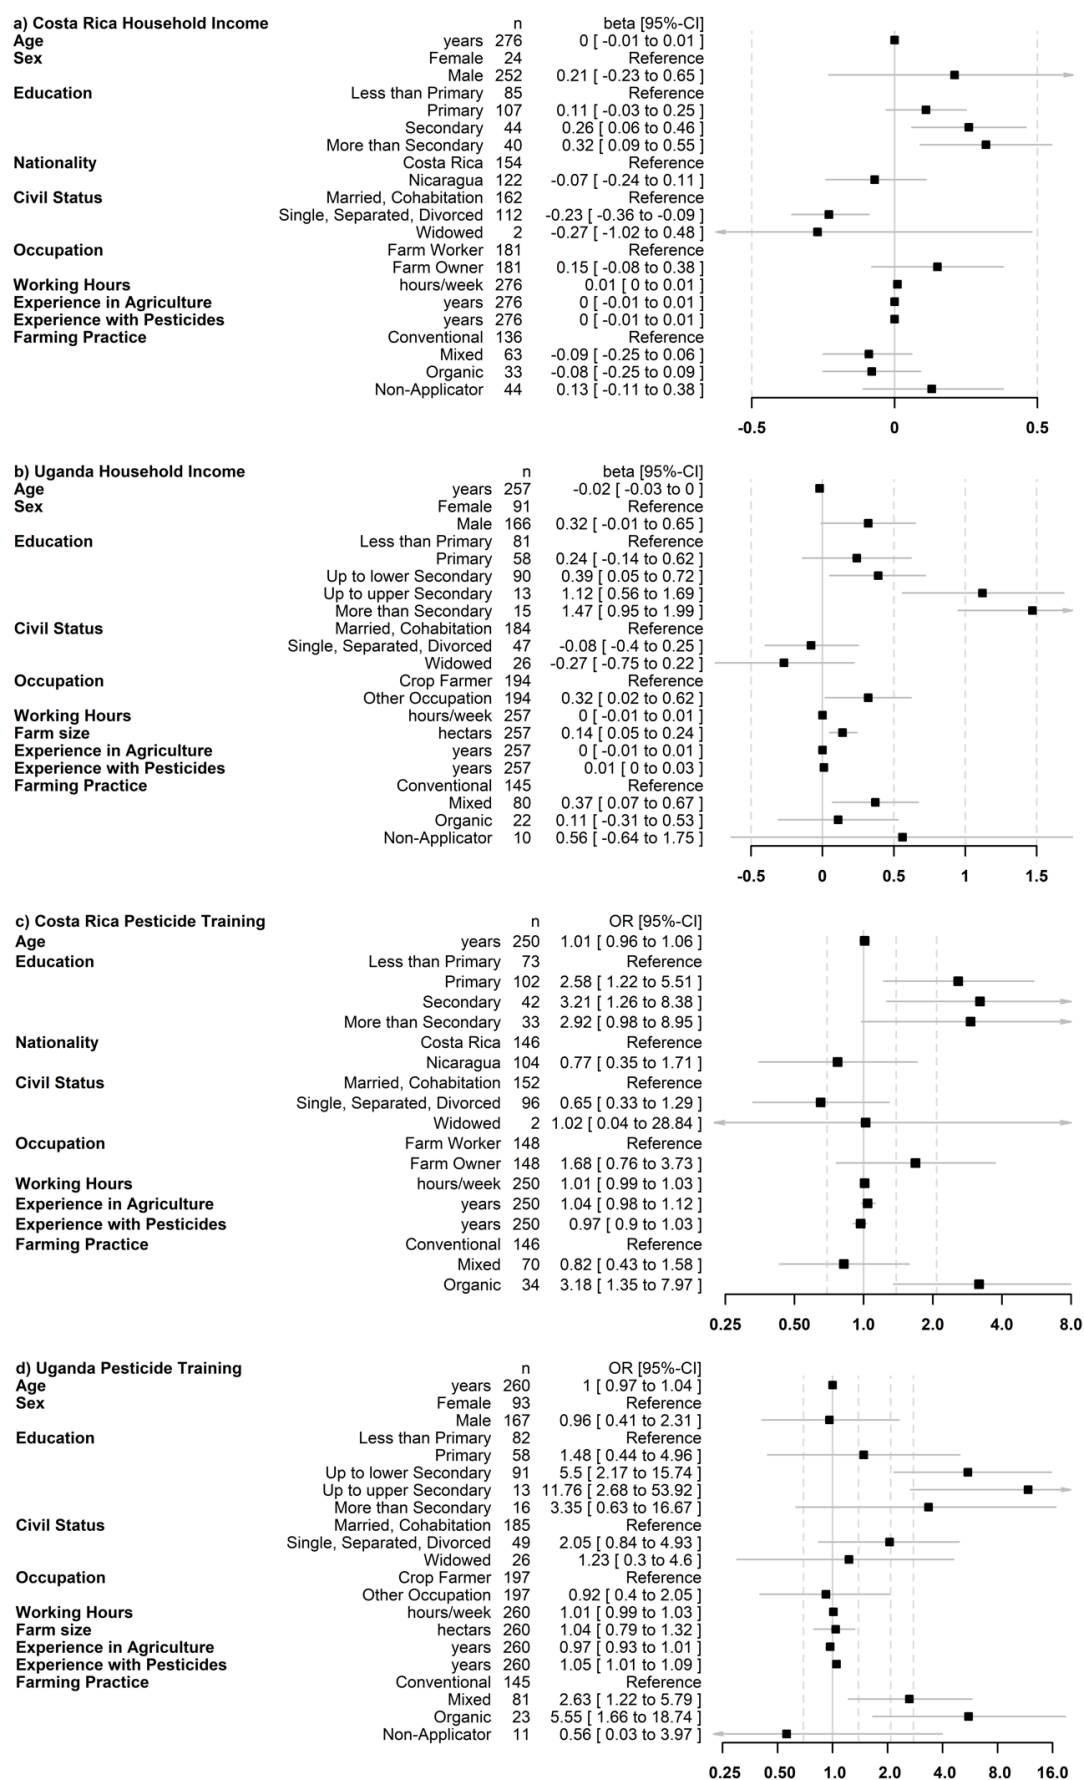 a) Costa Rica Household Income n beta [95%-CI]
Age years 276 0 [ -0.01 to 0.01 ]
Sex Female 24 Reference
Male 252 0.21 [ -0.23 to 0.65 ]
Education Less than Primary 85 Reference
Primary 107 0.11 [ -0.03 to 0.25 ]
Secondary 44 0.26 [ 0.06 to 0.46 ]
More than Secondary 40 0.32 [ 0.09 to 0.55 ]
Nationality Costa Rica 154 Reference
Nicaragua 122 -0.07 [ -0.24 to 0.11 ]
Civil Status Married, Cohabitation 162 Reference
Single, Separated, Divorced 112 -0.23 [ -0.36 to -0.09 ]
Widowed 2 -0.27 [ -1.02 to 0.48 ]
Occupation Farm Worker 181 Reference
Farm Owner 181 0.15 [ -0.08 to 0.38 ]
Working Hours hours/week 276 0.01 [ 0 to 0.01 ]
Experience in Agriculture years 276 0 [ -0.01 to 0.01 ]
Experience with Pesticides years 276 0 [ -0.01 to 0.01 ]
Farming Practice Conventional 136 Reference
Mixed 63 -0.09 [ -0.25 to 0.06 ]
Organic 33 -0.08 [ -0.25 to 0.09 ]
Non-Applicator 44 0.13 [ -0.11 to 0.38 ]
-0.5 0 0.5
b) Uganda Household Income n beta [95%-CI]
Age years 257 -0.02 [ -0.03 to 0 ]
Sex Female 91 Reference
Male 166 0.32 [ -0.01 to 0.65 ]
Education Less than Primary 81 Reference
Primary 58 0.24 [ -0.14 to 0.62 ]
Up to lower Secondary 90 0.39 [ 0.05 to 0.72 ]
Up to upper Secondary 13 1.12 [ 0.56 to 1.69 ]
More than Secondary 15 1.47 [ 0.95 to 1.99 ]
Civil Status Married, Cohabitation 184 Reference
Single, Separated, Divorced 47 -0.08 [ -0.4 to 0.25 ]
Widowed 26 -0.27 [ -0.75 to 0.22 ]
Occupation Crop Farmer 194 Reference
Other Occupation 194 0.32 [ 0.02 to 0.62 ]
Working Hours hours/week 257 0 [ -0.01 to 0.01 ]
Farm size hectars 257 0.14 [ 0.05 to 0.24 ]
Experience in Agriculture years 257 0 [ -0.01 to 0.01 ]
Experience with Pesticides years 257 0.01 [ 0 to 0.03 ]
Farming Practice Conventional 145 Reference
Mixed 80 0.37 [ 0.07 to 0.67 ]
Organic 22 0.11 [ -0.31 to 0.53 ]
Non-Applicator 10 0.56 [ -0.64 to 1.75 ]
-0.5 0 0.5 1 1.5
c) Costa Rica Pesticide Training n OR [95%-CI]
Age years 250 1.01 [ 0.96 to 1.06 ]
Education Less than Primary 73 Reference
Primary 102 2.58 [ 1.22 to 5.51 ]
Secondary 42 3.21 [ 1.26 to 8.38 ]
More than Secondary 33 2.92 [ 0.98 to 8.95 ]
Nationality Costa Rica 146 Reference
Nicaragua 104 0.77 [ 0.35 to 1.71 ]
Civil Status Married, Cohabitation 152 Reference
Single, Separated, Divorced 96 0.65 [ 0.33 to 1.29 ]
Widowed 2 1.02 [ 0.04 to 28.84 ]
Occupation Farm Worker 148 Reference
Farm Owner 148 1.68 [ 0.76 to 3.73 ]
Working Hours hours/week 250 1.01 [ 0.99 to 1.03 ]
Experience in Agriculture years 250 1.04 [ 0.98 to 1.12 ]
Experience with Pesticides years 250 0.97 [ 0.9 to 1.03 ]
Farming Practice Conventional 146 Reference
Mixed 70 0.82 [ 0.43 to 1.58 ]
Organic 34 3.18 [ 1.35 to 7.97 ]
0.25 0.50 1.0 2.0 4.0 8.0
d) Uganda Pesticide Training n OR [95%-CI]
Age years 260 1 [ 0.97 to 1.04 ]
Sex Female 93 Reference
Male 167 0.96 [ 0.41 to 2.31 ]
Education Less than Primary 82 Reference
Primary 58 1.48 [ 0.44 to 4.96 ]
Up to lower Secondary 91 5.5 [ 2.17 to 15.74 ]
Up to upper Secondary 13 11.76 [ 2.68 to 53.92 ]
More than Secondary 16 3.35 [ 0.63 to 16.67 ]
Civil Status Married, Cohabitation 185 Reference
Single, Separated, Divorced 49 2.05 [ 0.84 to 4.93 ]
Widowed 26 1.23 [ 0.3 to 4.6 ]
Occupation Crop Farmer 197 Reference
Other Occupation 197 0.92 [ 0.4 to 2.05 ]
Working Hours hours/week 260 1.01 [ 0.99 to 1.03 ]
Farm size hectars 260 1.04 [ 0.79 to 1.32 ]
Experience in Agriculture years 260 0.97 [ 0.93 to 1.01 ]
Experience with Pesticides years 260 1.05 [ 1.01 to 1.09 ]
Farming Practice Conventional 145 Reference
Mixed 81 2.63 [ 1.22 to 5.79 ]
Organic 23 5.55 [ 1.66 to 18.74 ]
Non-Applicator 11 0.56 [ 0.03 to 3.97 ]
0.25 0.50 1.0 2.0 4.0 8.0 16.0